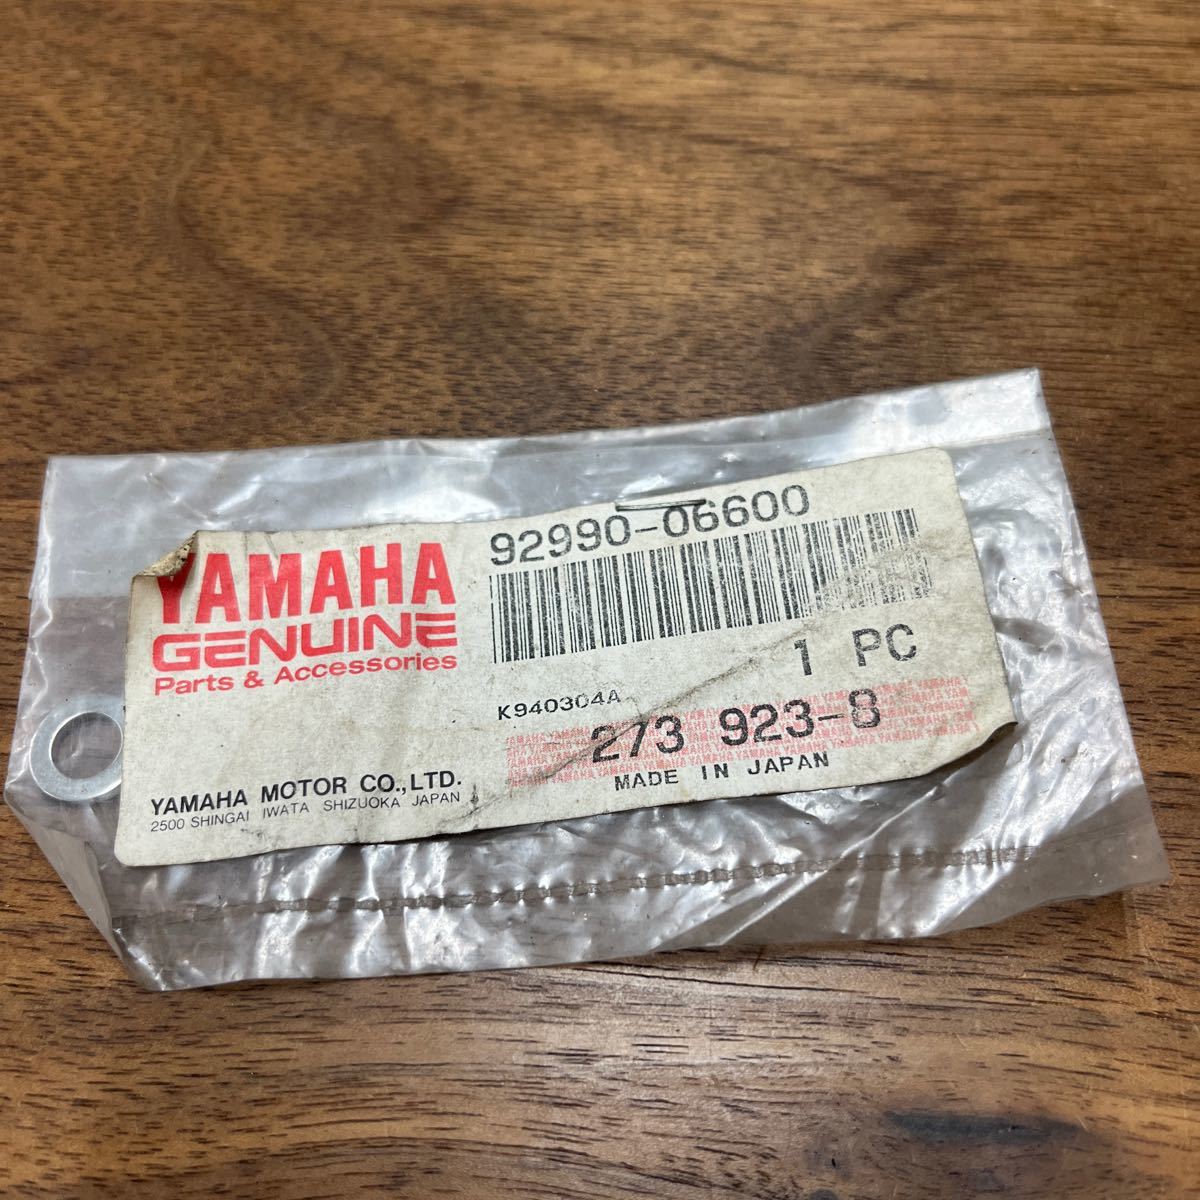 YAMAHA
GENUINE
Parts & Accessories
YAMAHA MOTOR CO.,LTD.
2500 SHINGAI IWATA SHIZUOKA JAPAN
92990-06600
1 PC
K940304A
273 923-8
MADE IN JAPAN